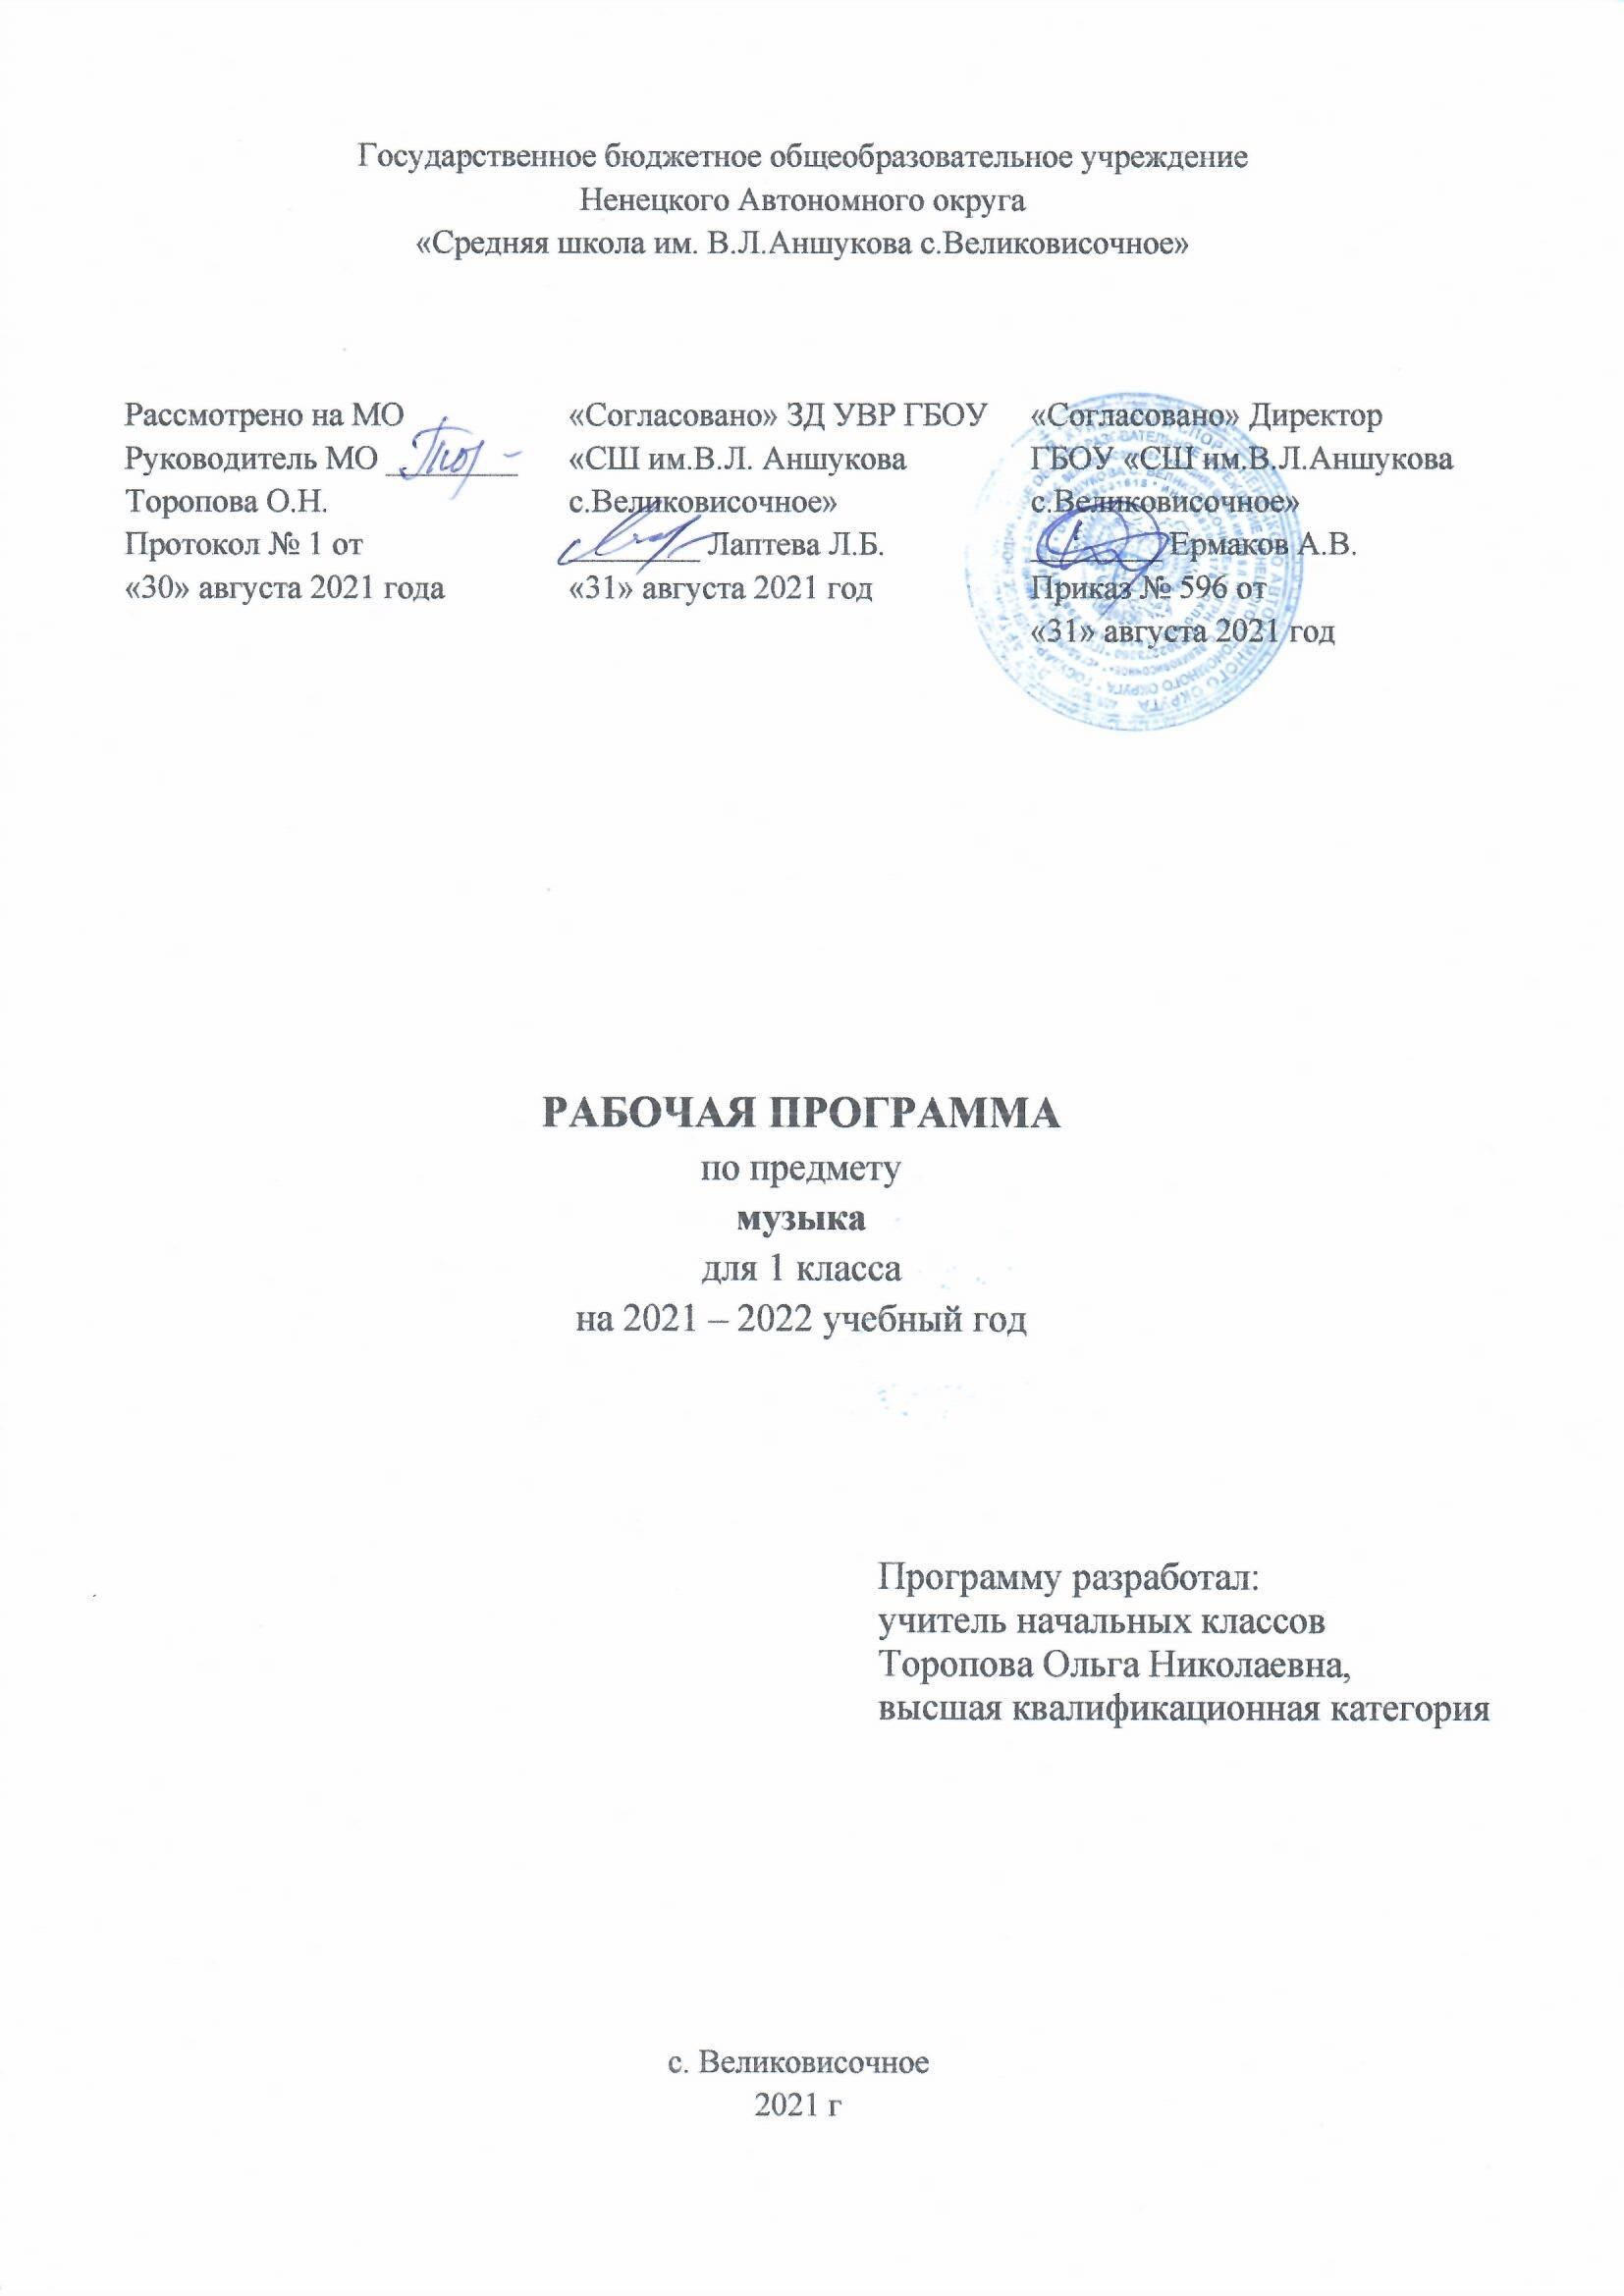 Государственное бюджетное общеобразовательное учреждение
Ненецкого Автономного округа
«Средняя школа им. В.Л.Аншукова с.Великовисочное»
Рассмотрено на МО
Руководитель МО ________
Торопова О.Н.
Протокол № 1 от
«30» августа 2021 года
«Согласовано» ЗД УВР ГБОУ
«СШ им.В.Л. Аншукова
с.Великовисочное»
________Лаптева Л.Б.
«31» августа 2021 год
«Согласовано» Директор
ГБОУ «СШ им.В.Л.Аншукова
с.Великовисочное»
________Ермаков А.В.
Приказ № 596 от
«31» августа 2021 год
РАБОЧАЯ ПРОГРАММА
по предмету
музыка
для 1 класса
на 2021 – 2022 учебный год
Программу разработал:
учитель начальных классов
Торопова Ольга Николаевна,
высшая квалификационная категория
с. Великовисочное
2021 г